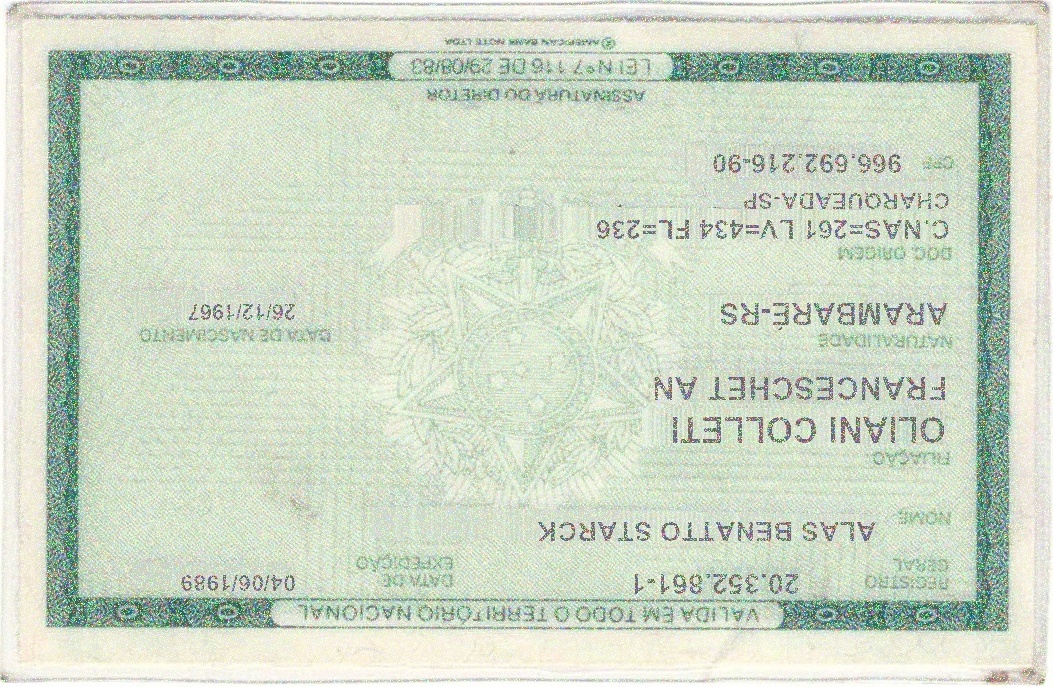 VALIDA EM TODO O TERRITÓRIO NACIONAL
REGISTRO GERAL 20.352.861-1 DATA DE EXPEDIÇÃO 04/06/1989
NOME ALAS BENATTO STARCK
FILIAÇÃO
OLIANI COLLETI
FRANCESCHET AN
NATURALIDADE DATA DE NASCIMENTO
ARAMBARÉ-RS 26/12/1967
DOC. ORIGEM
C.NAS=261 LV=434 FL=236
CHARQUEADA-SP
CPF 966.692.216-90
ASSINATURA DO DIRETOR
LEI Nº 7.116 DE 29/08/83
© AMERICAN BANK NOTE LTDA